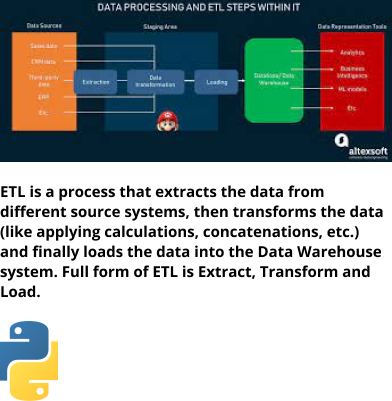 DATA PROCESSING AND ETL STEPS WITHIN IT
Data Sources
Staging Area
Data Representation Tools
Sales data
CRM data
Third-party
data
ERP
Etc.
Extraction
Data
transformation
Loading
Database/ Data
Warehouse
Analytics
Business
Intelligence
ML models
Etc.
altexsoft
ETL is a process that extracts the data from
different source systems, then transforms the data
(like applying calculations, concatenations, etc.)
and finally loads the data into the Data Warehouse
system. Full form of ETL is Extract, Transform and
Load.